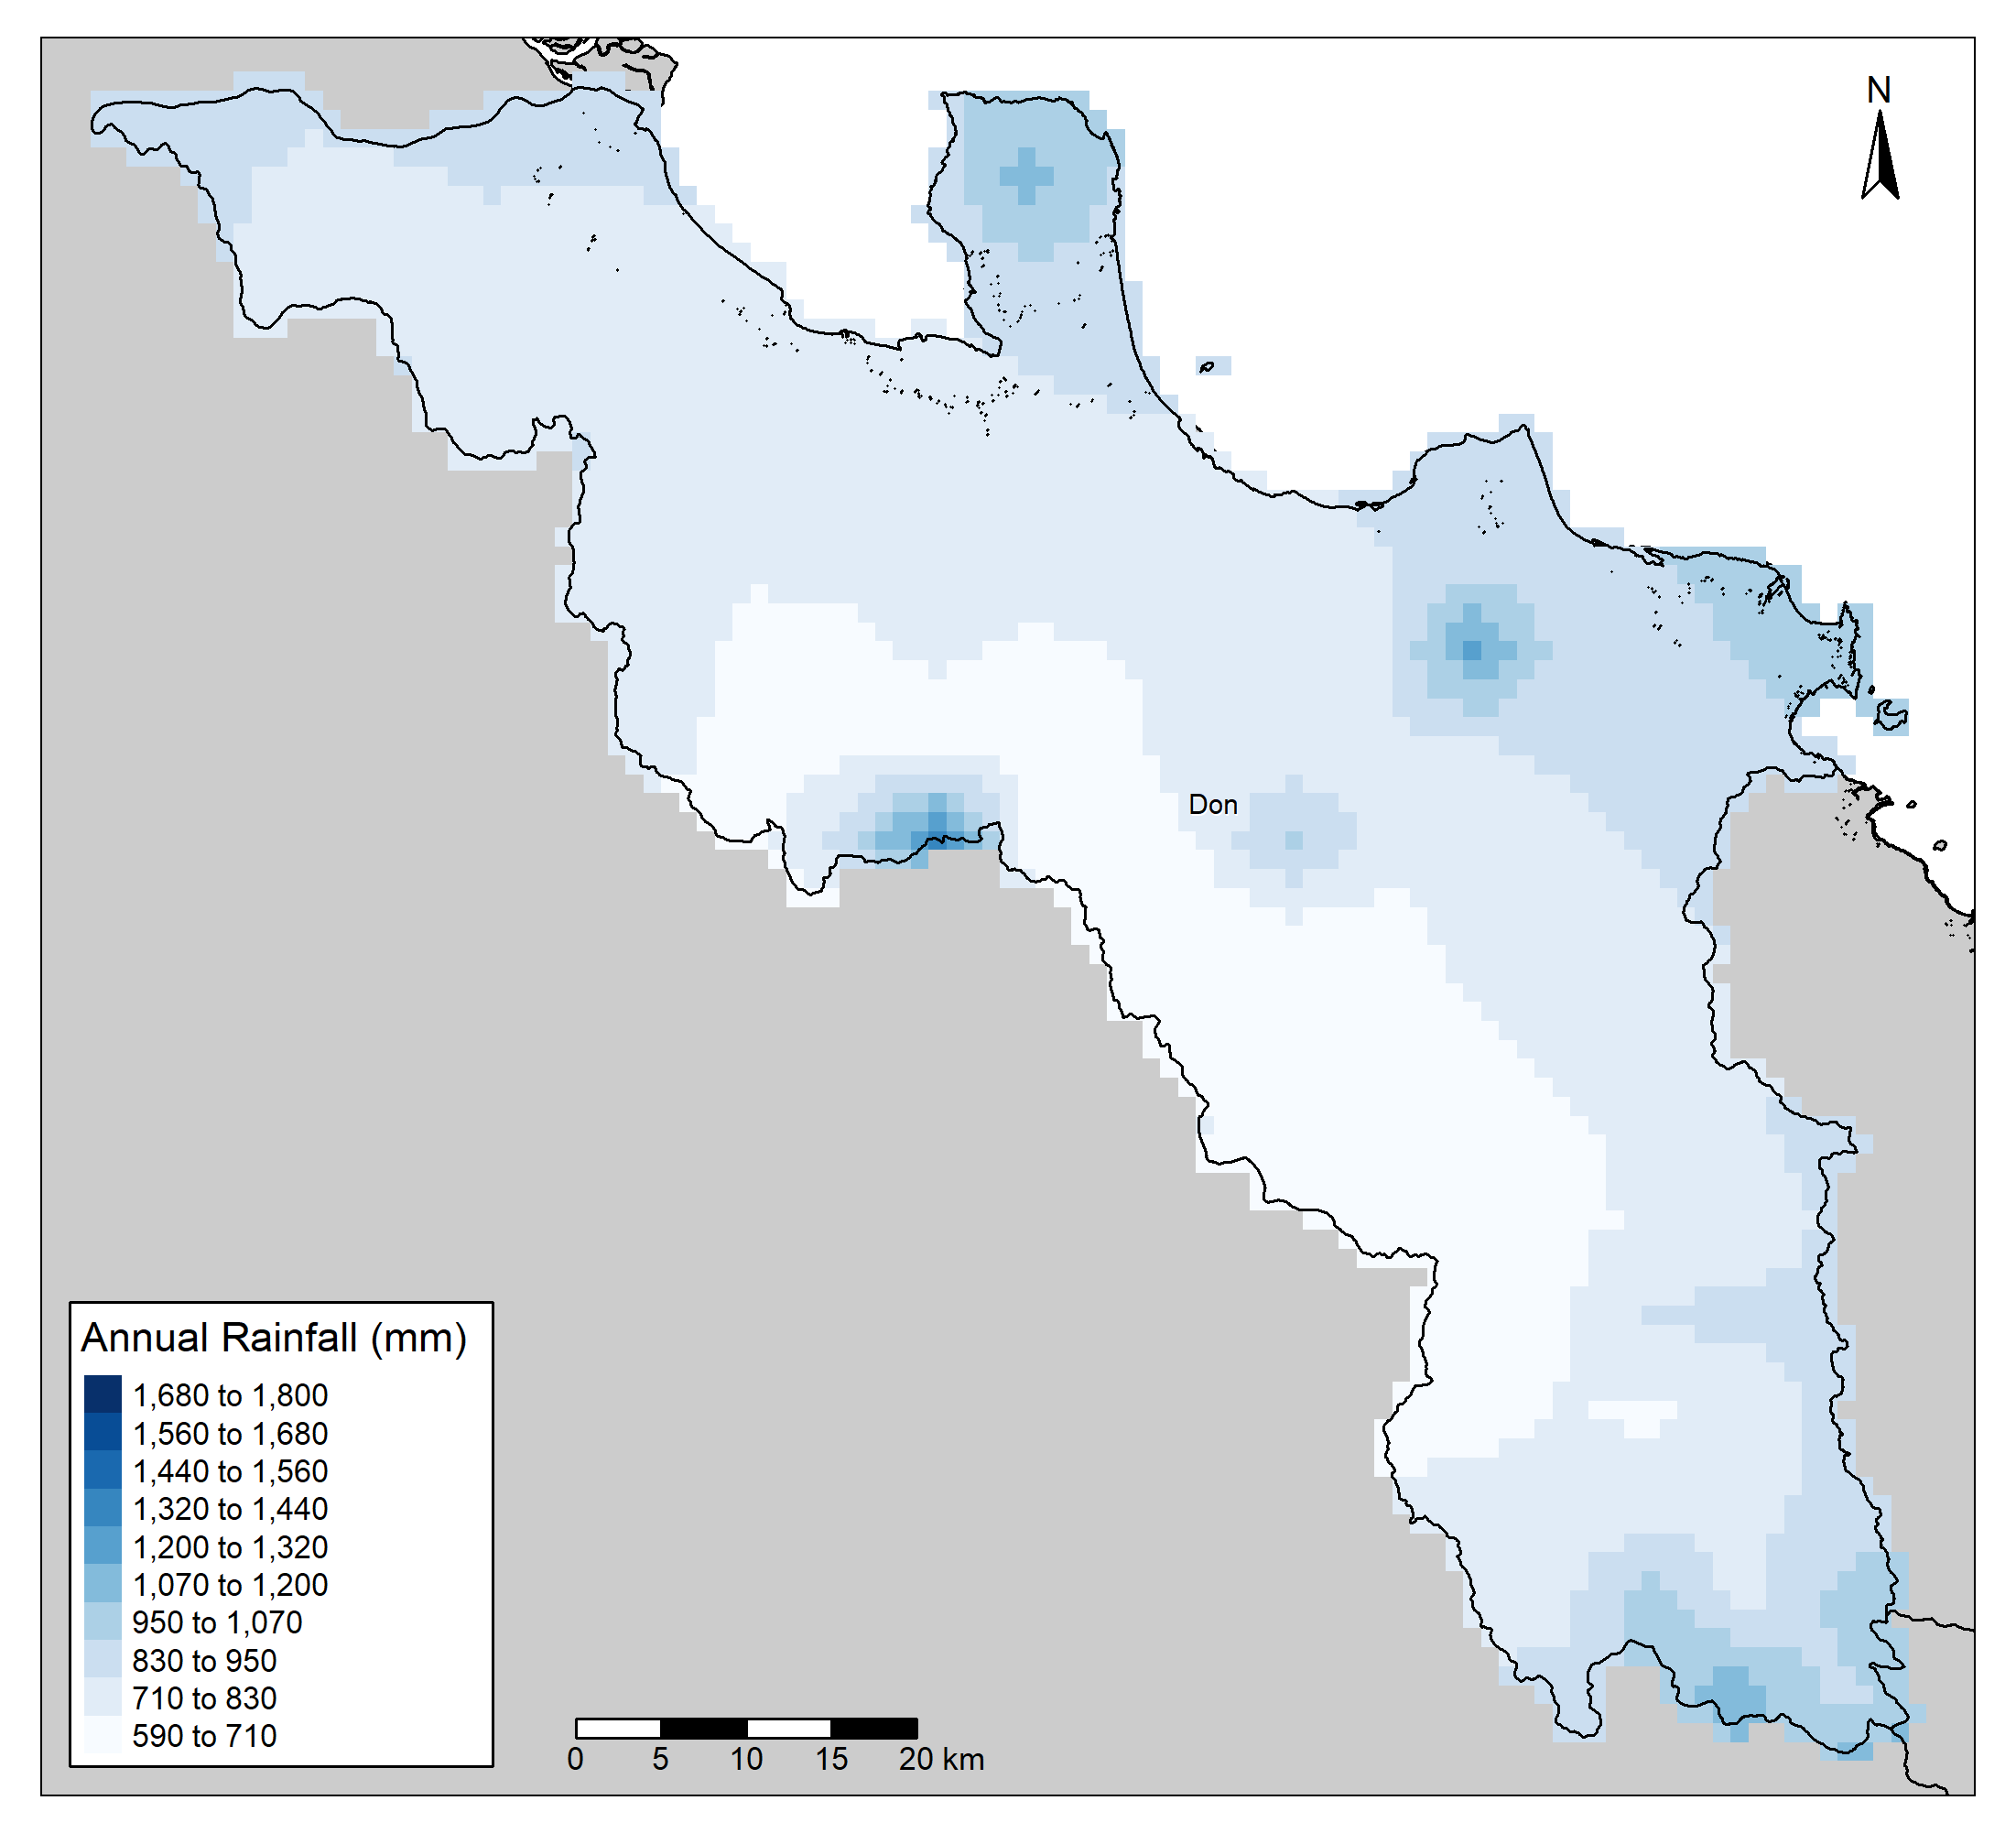 N
Don
Annual Rainfall (mm)
1,680 to 1,800
1,560 to 1,680
1,440 to 1,560
1,320 to 1,440
1,200 to 1,320
1,070 to 1,200
950 to 1,070
830 to 950
710 to 830
590 to 710
0 5 10 15 20 km